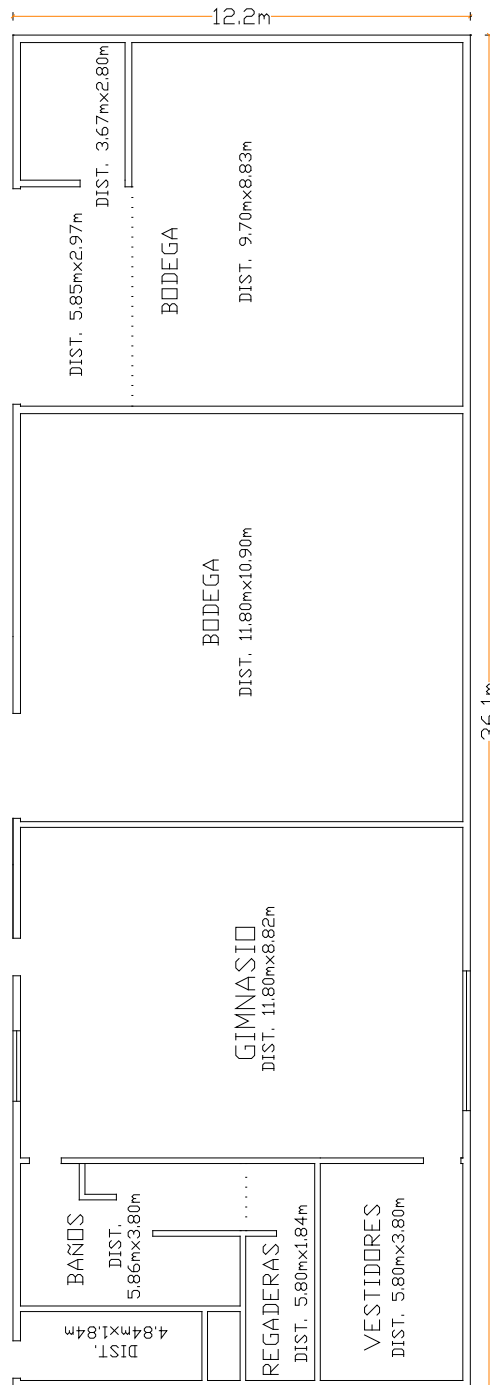 12.2m
DIST. 3.67mx2.80m
DIST. 5.85mx2.97m
BODEGA
DIST. 9.70mx8.83m
BODEGA
DIST. 11.80mx10.90m
36.1m
GIMNASIO
DIST. 11.80mx8.82m
BAÑOS
DIST.
5.86mx3.80m
REGADERAS
DIST. 5.80mx1.84m
VESTIDORES
DIST. 5.80mx3.80m
DIST.
4.84mx1.84m